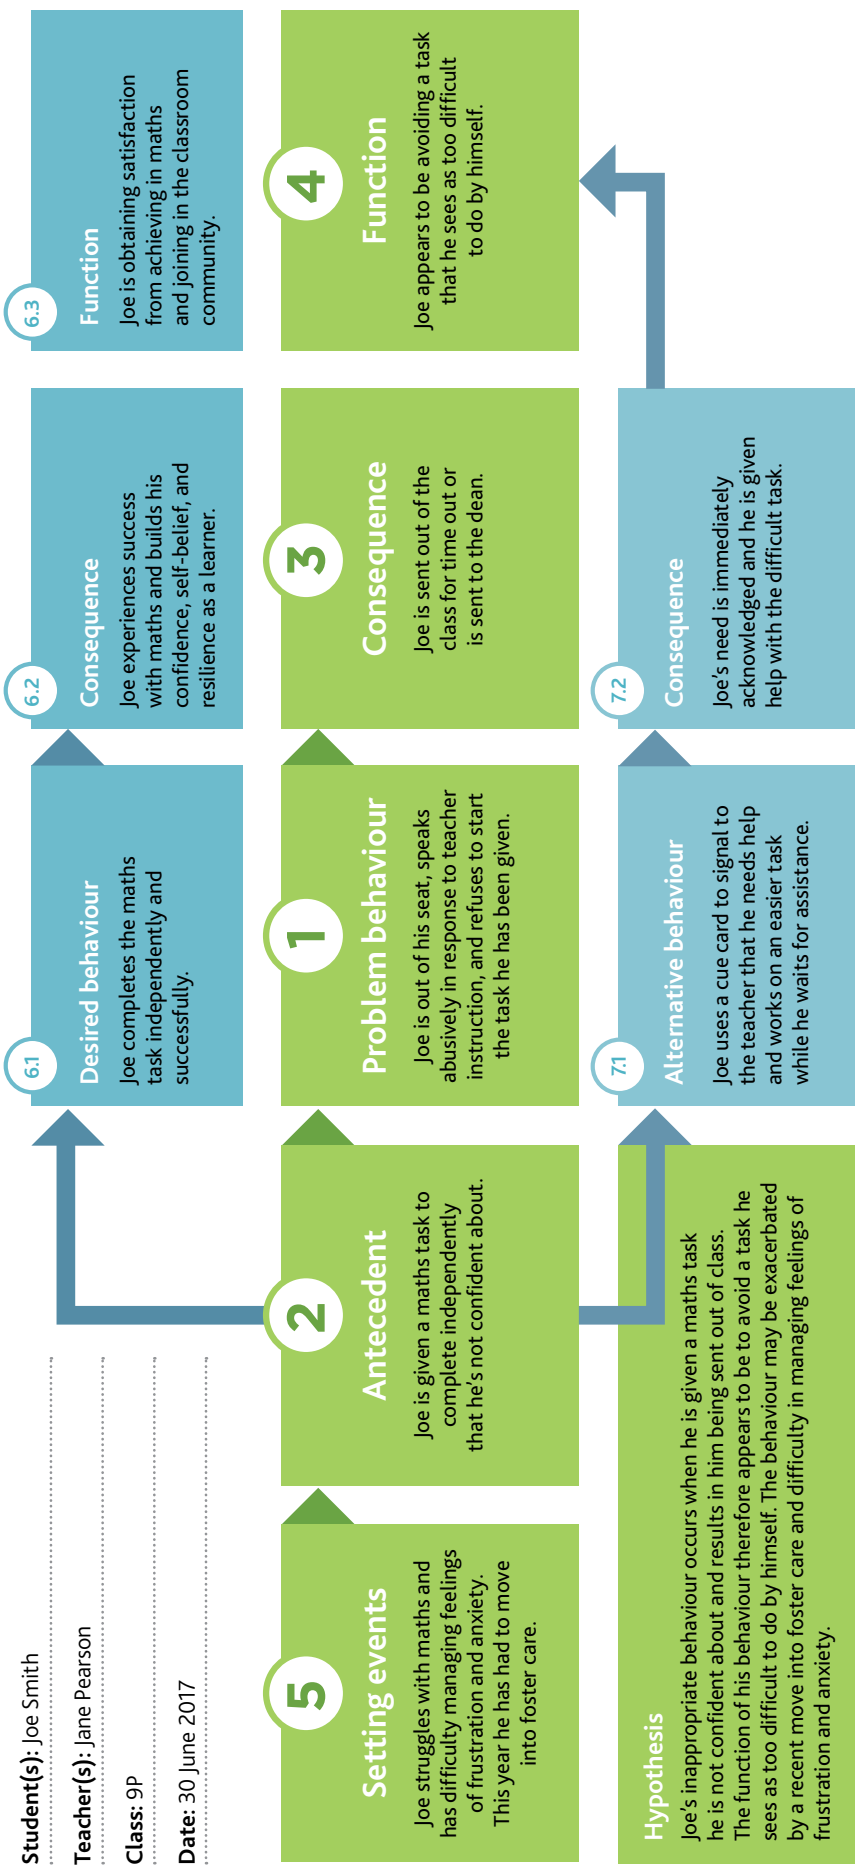 Student(s): Joe Smith
Teacher(s): Jane Pearson
Class: 9P
Date: 30 June 2017
6.1
Desired behaviour
Joe completes the maths
task independently and
successfully.
6.2
Consequence
Joe experiences success
with maths and builds his
confidence, self-belief, and
resilience as a learner.
6.3
Function
Joe is obtaining satisfaction
from achieving in maths
and joining in the classroom
community.
5
Setting events
Joe struggles with maths and
has difficulty managing feelings
of frustration and anxiety.
This year he has had to move
into foster care.
2
Antecedent
Joe is given a maths task to
complete independently
that he's not confident about.
1
Problem behaviour
Joe is out of his seat, speaks
abusively in response to teacher
instruction, and refuses to start
the task he has been given.
3
Consequence
Joe is sent out of the
class for time out or
is sent to the dean.
4
Function
Joe appears to be avoiding a task
that he sees as too difficult
to do by himself.
Hypothesis
Joe's inappropriate behaviour occurs when he is given a maths task
he is not confident about and results in him being sent out of class.
The function of his behaviour therefore appears to be to avoid a task he
sees as too difficult to do by himself. The behaviour may be exacerbated
by a recent move into foster care and difficulty in managing feelings of
frustration and anxiety.
7.1
Alternative behaviour
Joe uses a cue card to signal to
the teacher that he needs help
and works on an easier task
while he waits for assistance.
7.2
Consequence
Joe's need is immediately
acknowledged and he is given
help with the difficult task.